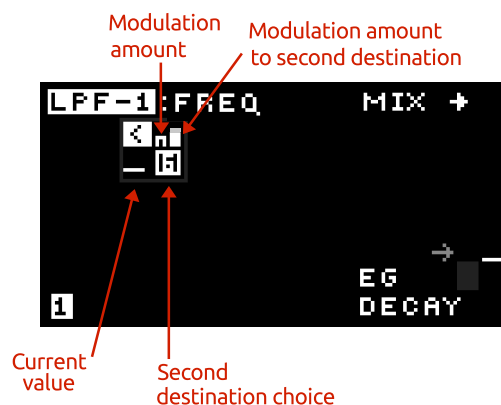 Modulation
amount
Modulation amount
to second destination
LPF-1:FREQ
MIX →
→
EG
DECAY
1
Current
value
Second
destination choice